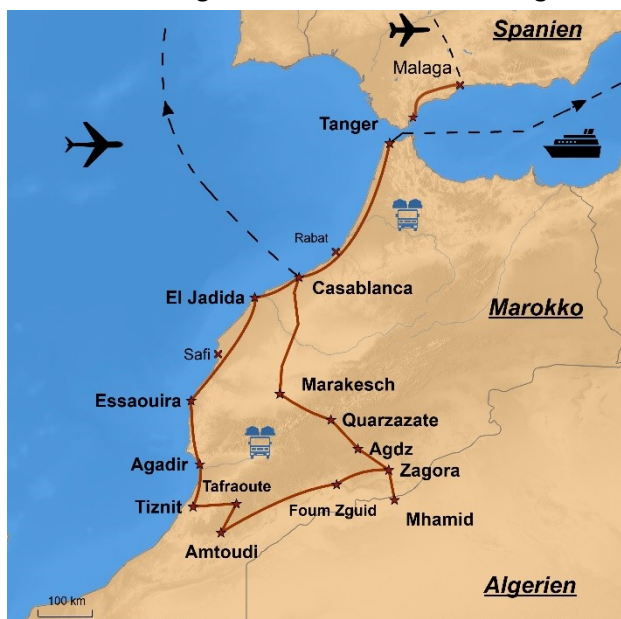 Spanien
Malaga
Tanger
Rabat
Casablanca
El Jadida
Marokko
Safi
Marakesch
Essaouira
Quarzazate
Agdz
Agadir
Zagora
Tafraoute
Tiznit
Foum Zguid
Mhamid
Amtoudi
Algerien
100 km